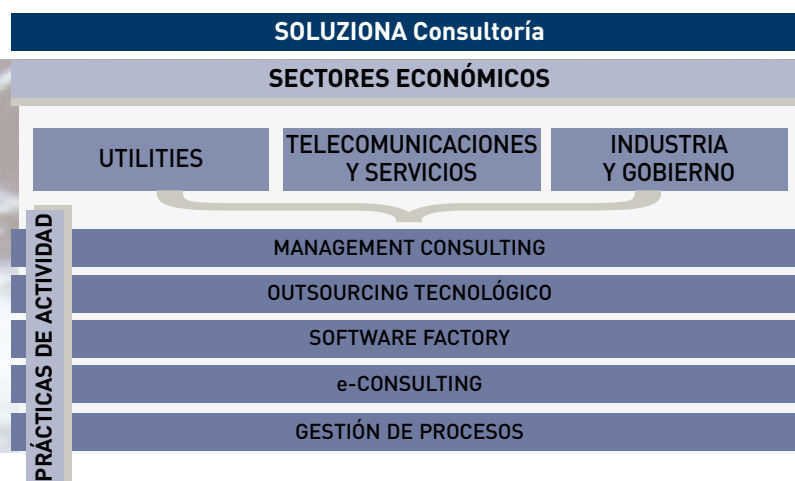 SOLUZIONA Consultoría
SECTORES ECONÓMICOS
UTILITIES
TELECOMUNICACIONES
Y SERVICIOS
INDUSTRIA
Y GOBIERNO
PRÁCTICAS DE ACTIVIDAD
MANAGEMENT CONSULTING
OUTSOURCING TECNOLÓGICO
SOFTWARE FACTORY
e-CONSULTING
GESTIÓN DE PROCESOS